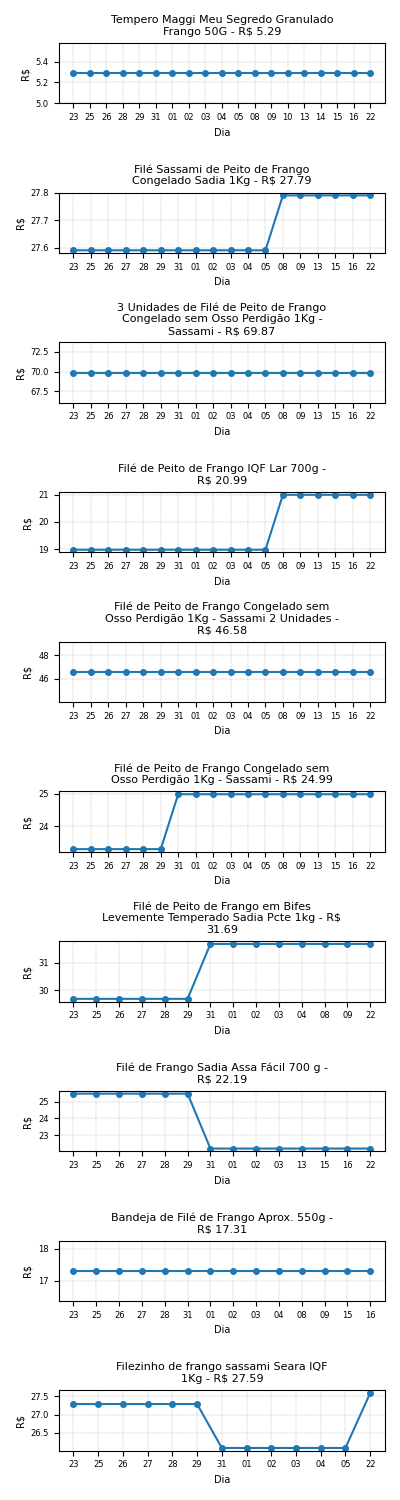 Tempero Maggi Meu Segredo Granulado
Frango 50G - R$ 5.29
5.4
5.2
5.0
R$
23 25 26 28 29 31 01 02 03 04 05 08 09 10 13 14 15 16 22
Dia
Filé Sassami de Peito de Frango
Congelado Sadia 1Kg - R$ 27.79
27.8
27.7
27.6
R$
23 25 26 27 28 29 31 01 02 03 04 05 08 09 13 15 16 22
Dia
3 Unidades de Filé de Peito de Frango
Congelado sem Osso Perdigão 1Kg -
Sassami - R$ 69.87
72.5
70.0
67.5
R$
23 25 26 27 28 29 31 01 02 03 04 05 08 09 13 15 16 22
Dia
Filé de Peito de Frango IQF Lar 700g -
R$ 20.99
21
20
19
R$
23 25 26 27 28 29 31 01 02 03 04 05 08 09 13 15 16 22
Dia
Filé de Peito de Frango Congelado sem
Osso Perdigão 1Kg - Sassami 2 Unidades -
R$ 46.58
48
46
R$
23 25 26 27 28 29 31 01 02 03 04 05 08 09 13 15 16 22
Dia
Filé de Peito de Frango Congelado sem
Osso Perdigão 1Kg - Sassami - R$ 24.99
25
24
R$
23 25 26 27 28 29 31 01 02 03 04 05 08 09 13 15 16 22
Dia
Filé de Peito de Frango em Bifes
Levemente Temperado Sadia Pcte 1kg - R$
31.69
31
30
R$
23 25 26 27 28 29 31 01 02 03 04 05 08 09 22
Dia
Filé de Frango Sadia Assa Fácil 700 g -
R$ 22.19
25
24
23
R$
23 25 26 27 28 29 31 01 02 03 13 15 16 22
Dia
Bandeja de Filé de Frango Aprox. 550g -
R$ 17.31
18
17
R$
23 25 26 27 28 31 01 02 03 04 08 09 15 16
Dia
Filezinho de frango sassami Seara IQF
1Kg - R$ 27.59
27.5
27.0
26.5
R$
23 25 26 27 28 29 31 01 02 03 04 05 22
Dia